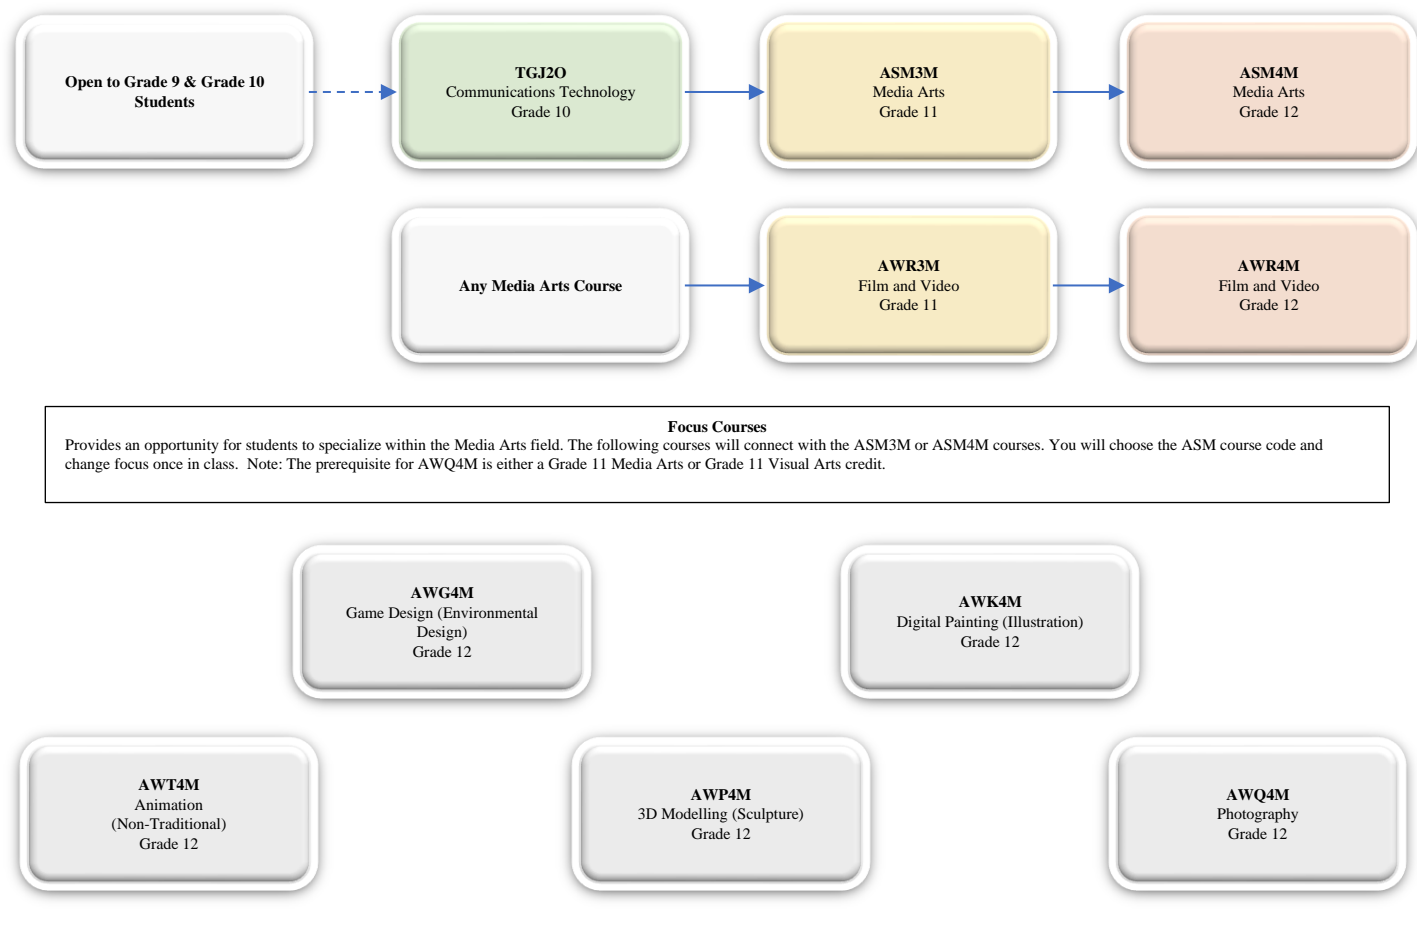 Open to Grade 9 & Grade 10
Students
TGJ2O
Communications Technology
Grade 10
ASM3M
Media Arts
Grade 11
ASM4M
Media Arts
Grade 12
Any Media Arts Course
AWR3M
Film and Video
Grade 11
AWR4M
Film and Video
Grade 12
Focus Courses
Provides an opportunity for students to specialize within the Media Arts field. The following courses will connect with the ASM3M or ASM4M courses. You will choose the ASM course code and
change focus once in class.  Note: The prerequisite for AWQ4M is either a Grade 11 Media Arts or Grade 11 Visual Arts credit.
AWG4M
Game Design (Environmental
Design)
Grade 12
AWK4M
Digital Painting (Illustration)
Grade 12
AWT4M
Animation
(Non-Traditional)
Grade 12
AWP4M
3D Modelling (Sculpture)
Grade 12
AWQ4M
Photography
Grade 12